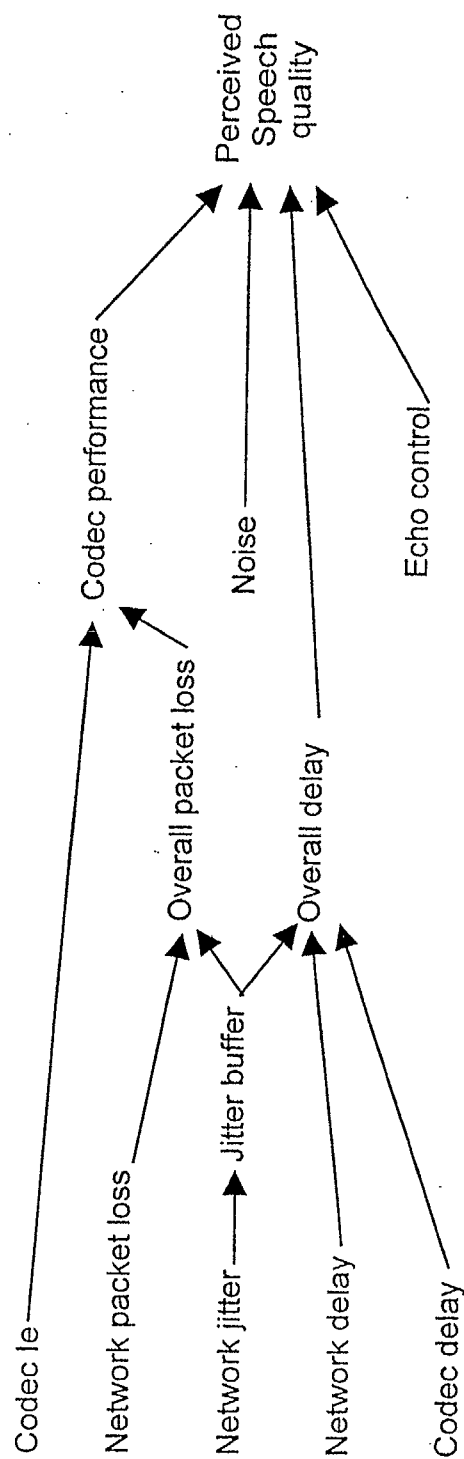 Codec Ie
Network packet loss
Network jitter
Network delay
Codec delay
Jitter buffer
Overall packet loss
Overall delay
Codec performance
Noise
Echo control
Perceived
Speech
quality